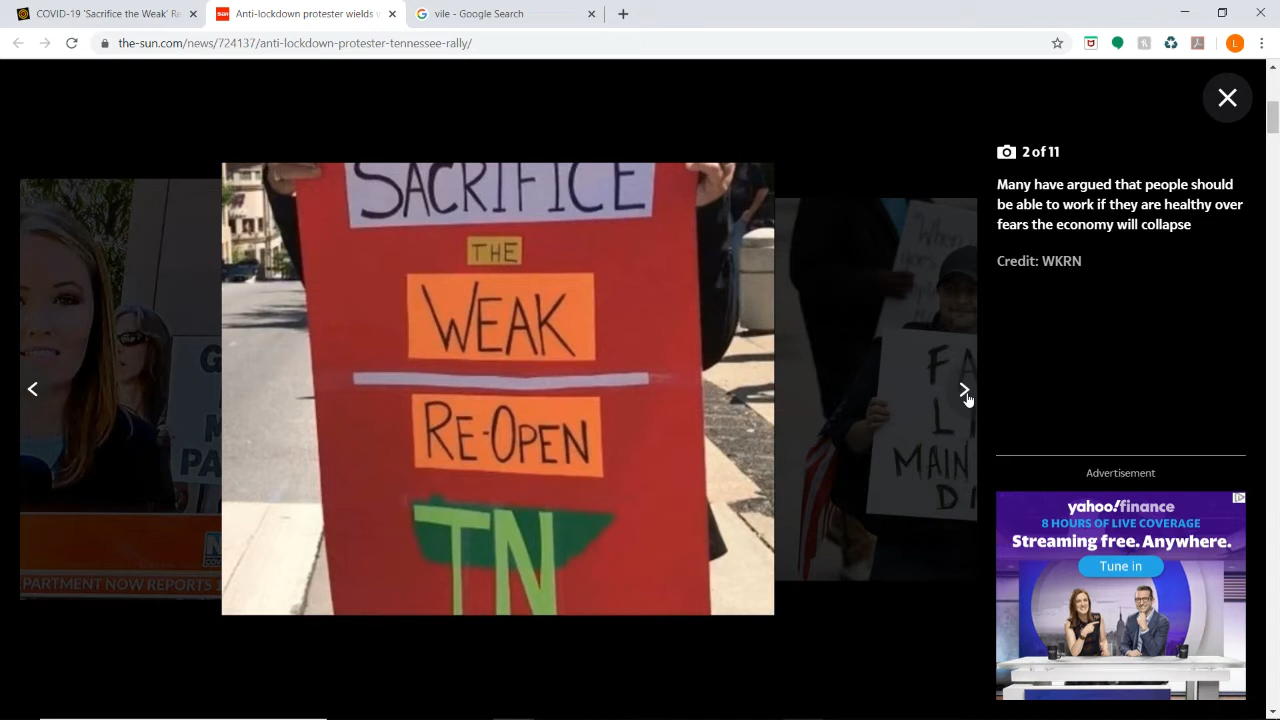 COVID-19 'Sacrifice the Weak' Re
Anti-lockdown protester wields
vile - Google Search
the-sun.com/news/724137/anti-lockdown-protester-tennessee-rally/
L
2 of 11
Many have argued that people should
be able to work if they are healthy over
fears the economy will collapse
Credit: WKRN
SACRIFICE
THE
WEAK
RE-OPEN
TN
PARTMENT NOW REPORTS
MAIN
Advertisement
yahoo!finance
8 HOURS OF LIVE COVERAGE
Streaming free. Anywhere.
Tune in